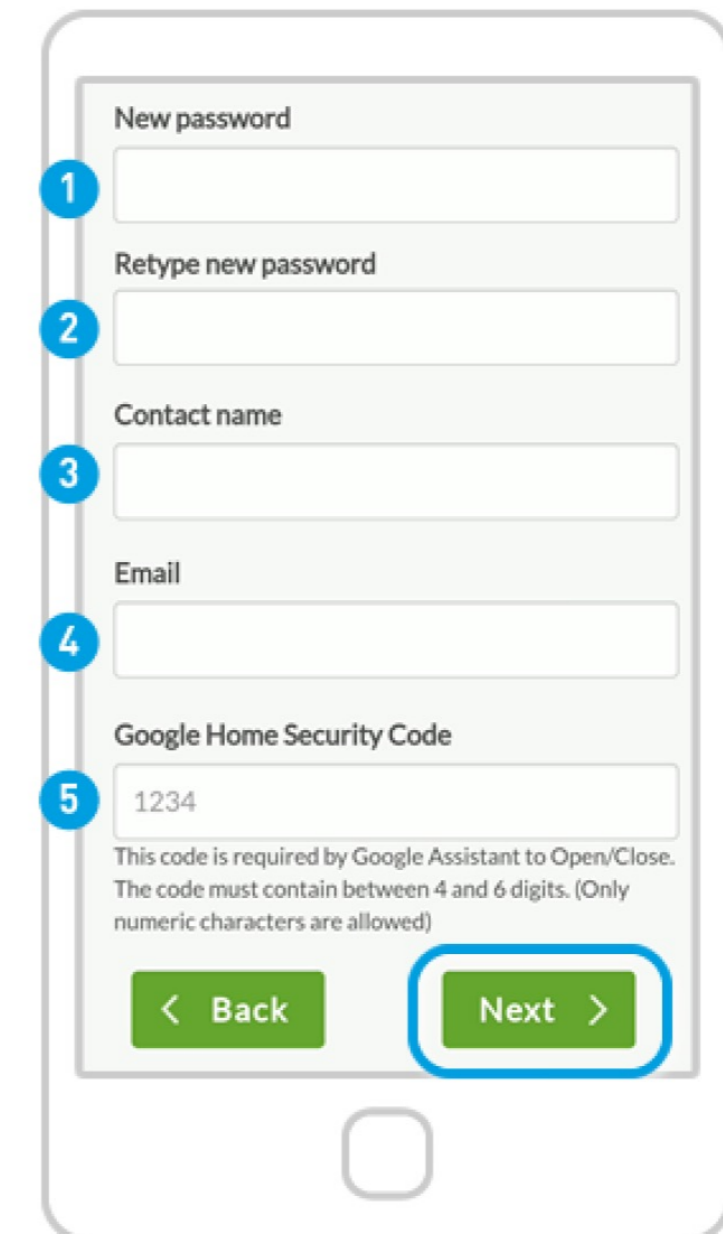 New password
1
Retype new password
2
Contact name
3
Email
4
Google Home Security Code
5 1234
This code is required by Google Assistant to Open/Close.
The code must contain between 4 and 6 digits. (Only
numeric characters are allowed)
< Back Next >